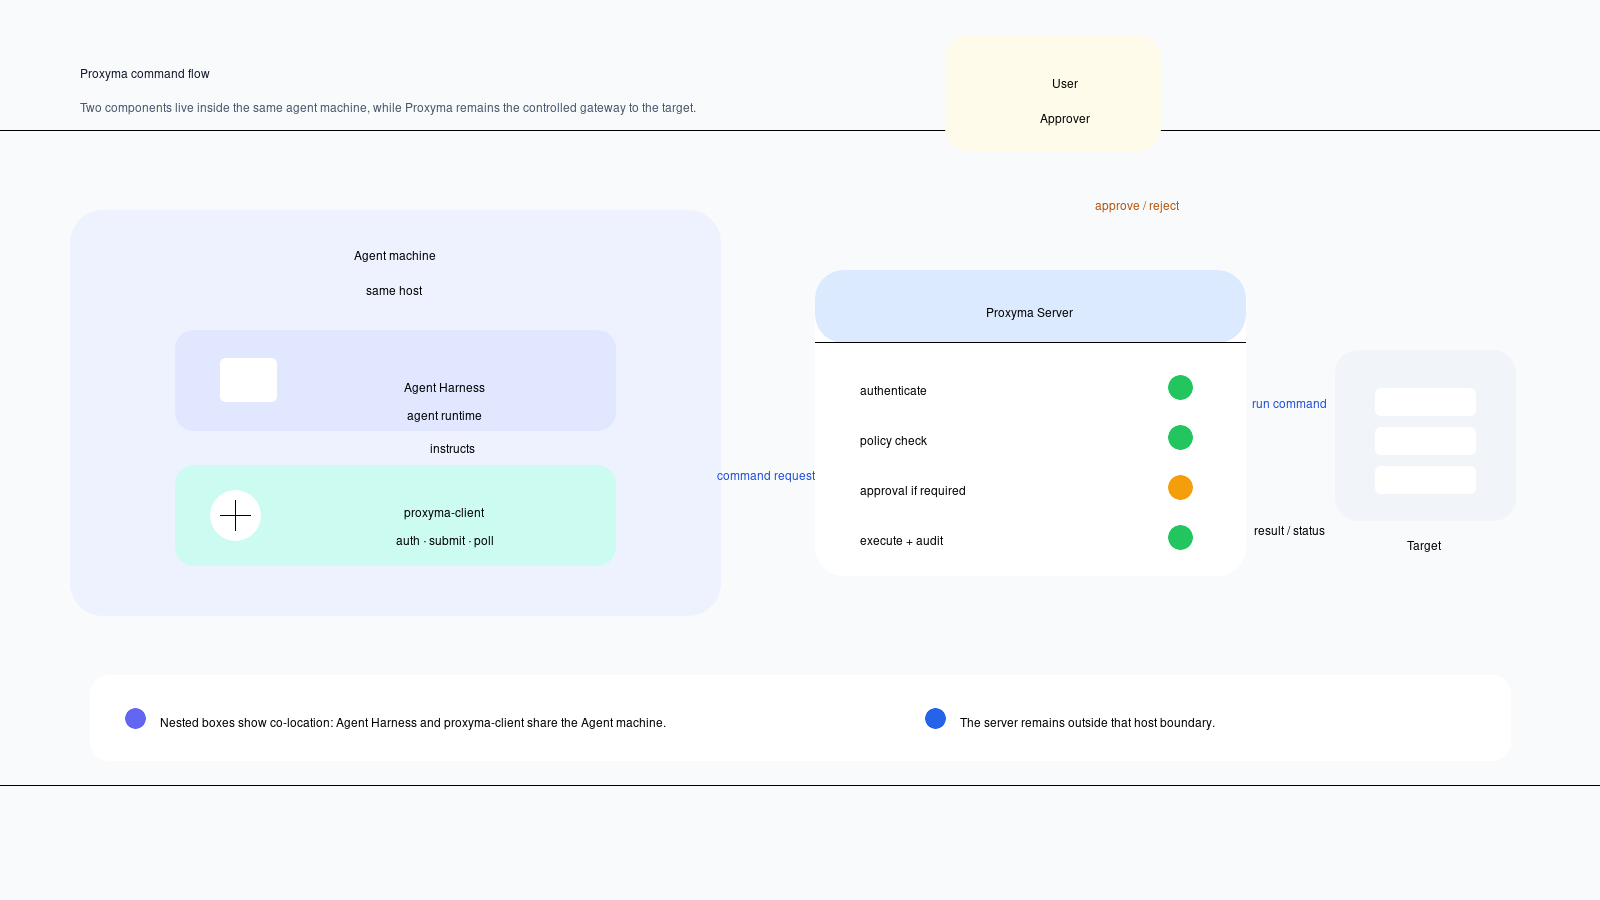 Proxyma command flow
Two components live inside the same agent machine, while Proxyma remains the controlled gateway to the target.
User
Approver
approve / reject
Agent machine
same host
Agent Harness
agent runtime
instructs
proxyma-client
auth · submit · poll
command request
Proxyma Server
authenticate
policy check
approval if required
execute + audit
run command
result / status
Target
Nested boxes show co-location: Agent Harness and proxyma-client share the Agent machine.
The server remains outside that host boundary.